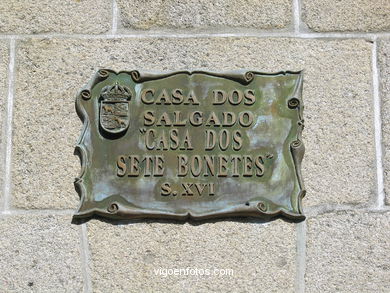 CASA DOS
SALGADO
"CASA DOS
SETE BONETES"
S. XVI
vigoenfotos.com